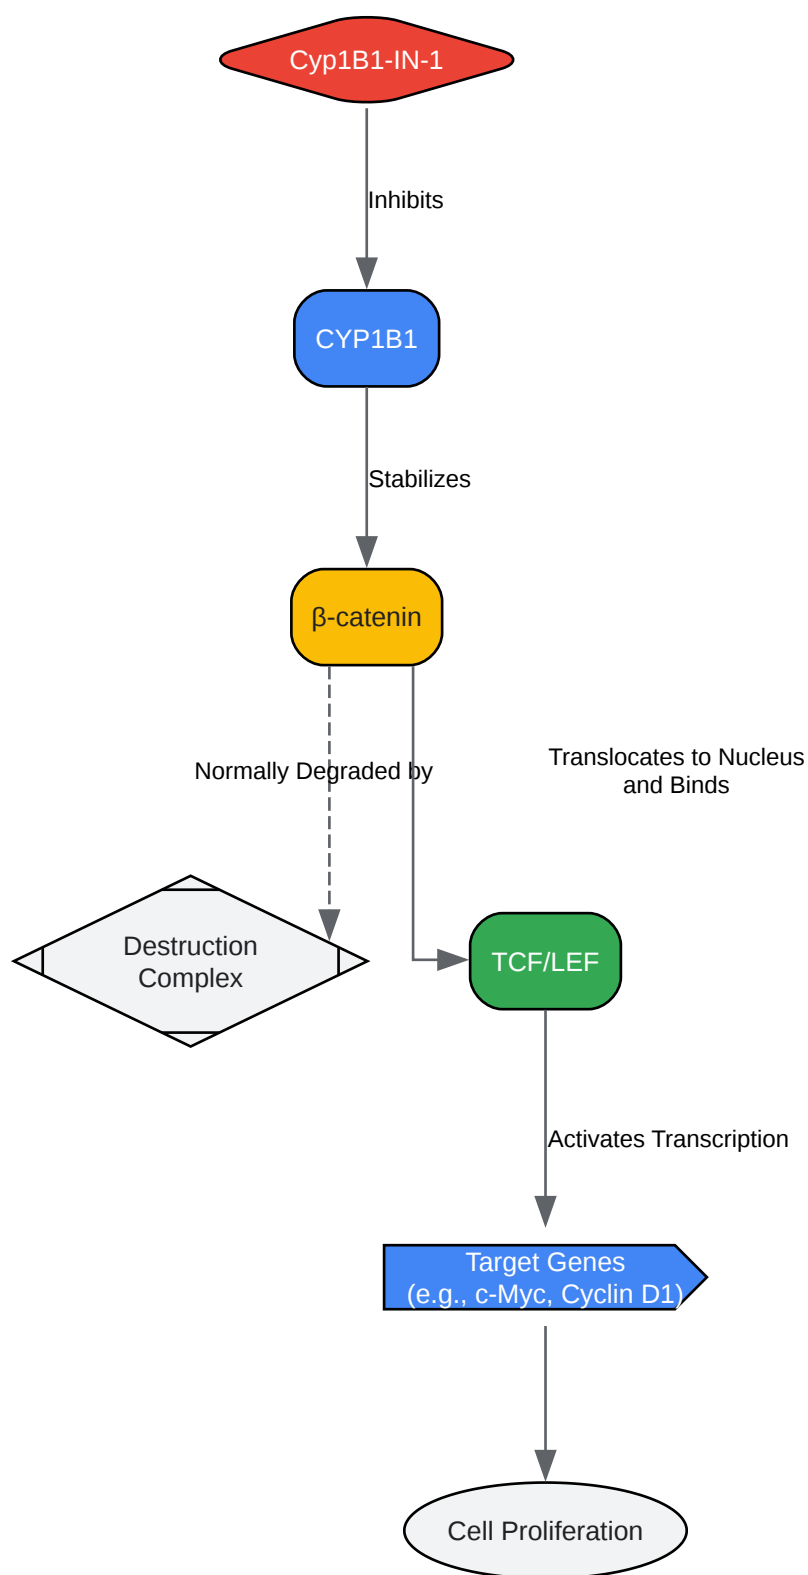 Cyp1B1-IN-1
Inhibits
CYP1B1
Stabilizes
β-catenin
Normally Degraded by
Translocates to Nucleus
and Binds
Destruction
Complex
TCF/LEF
Activates Transcription
Target Genes
(e.g., c-Myc, Cyclin D1)
Cell Proliferation